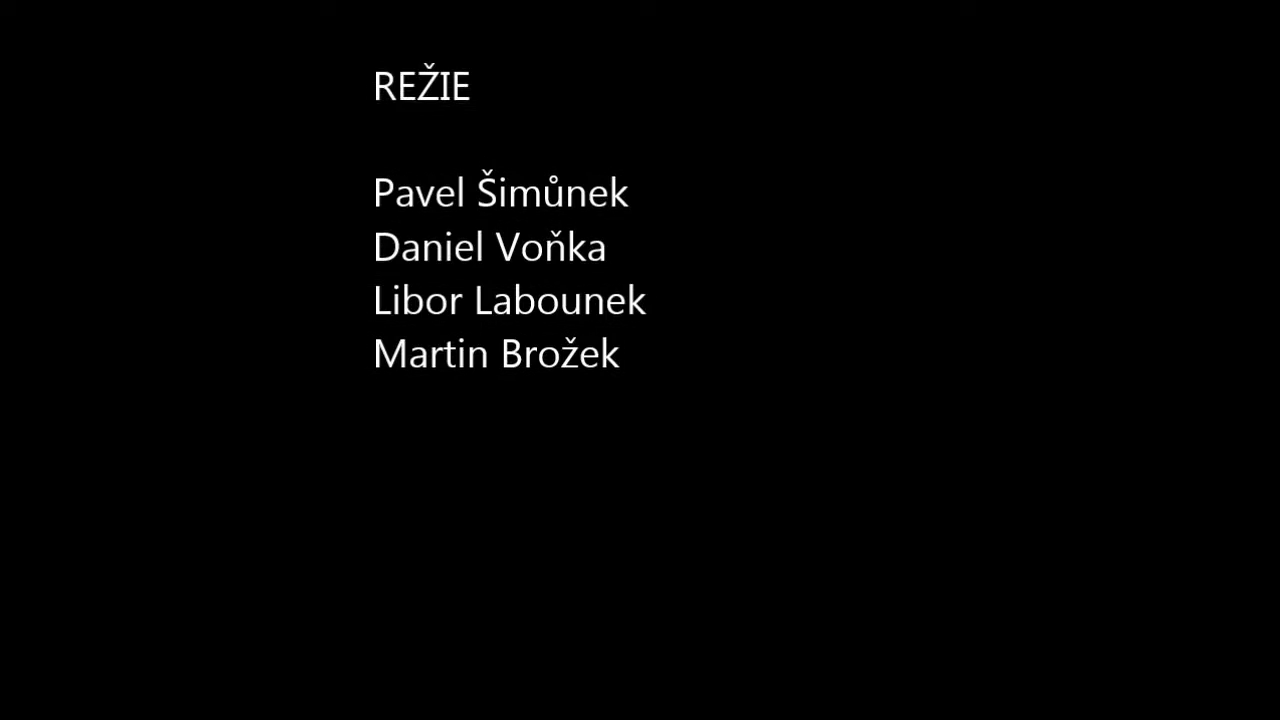 REŽIE
Pavel Šimůnek
Daniel Voňka
Libor Labounek
Martin Brožek